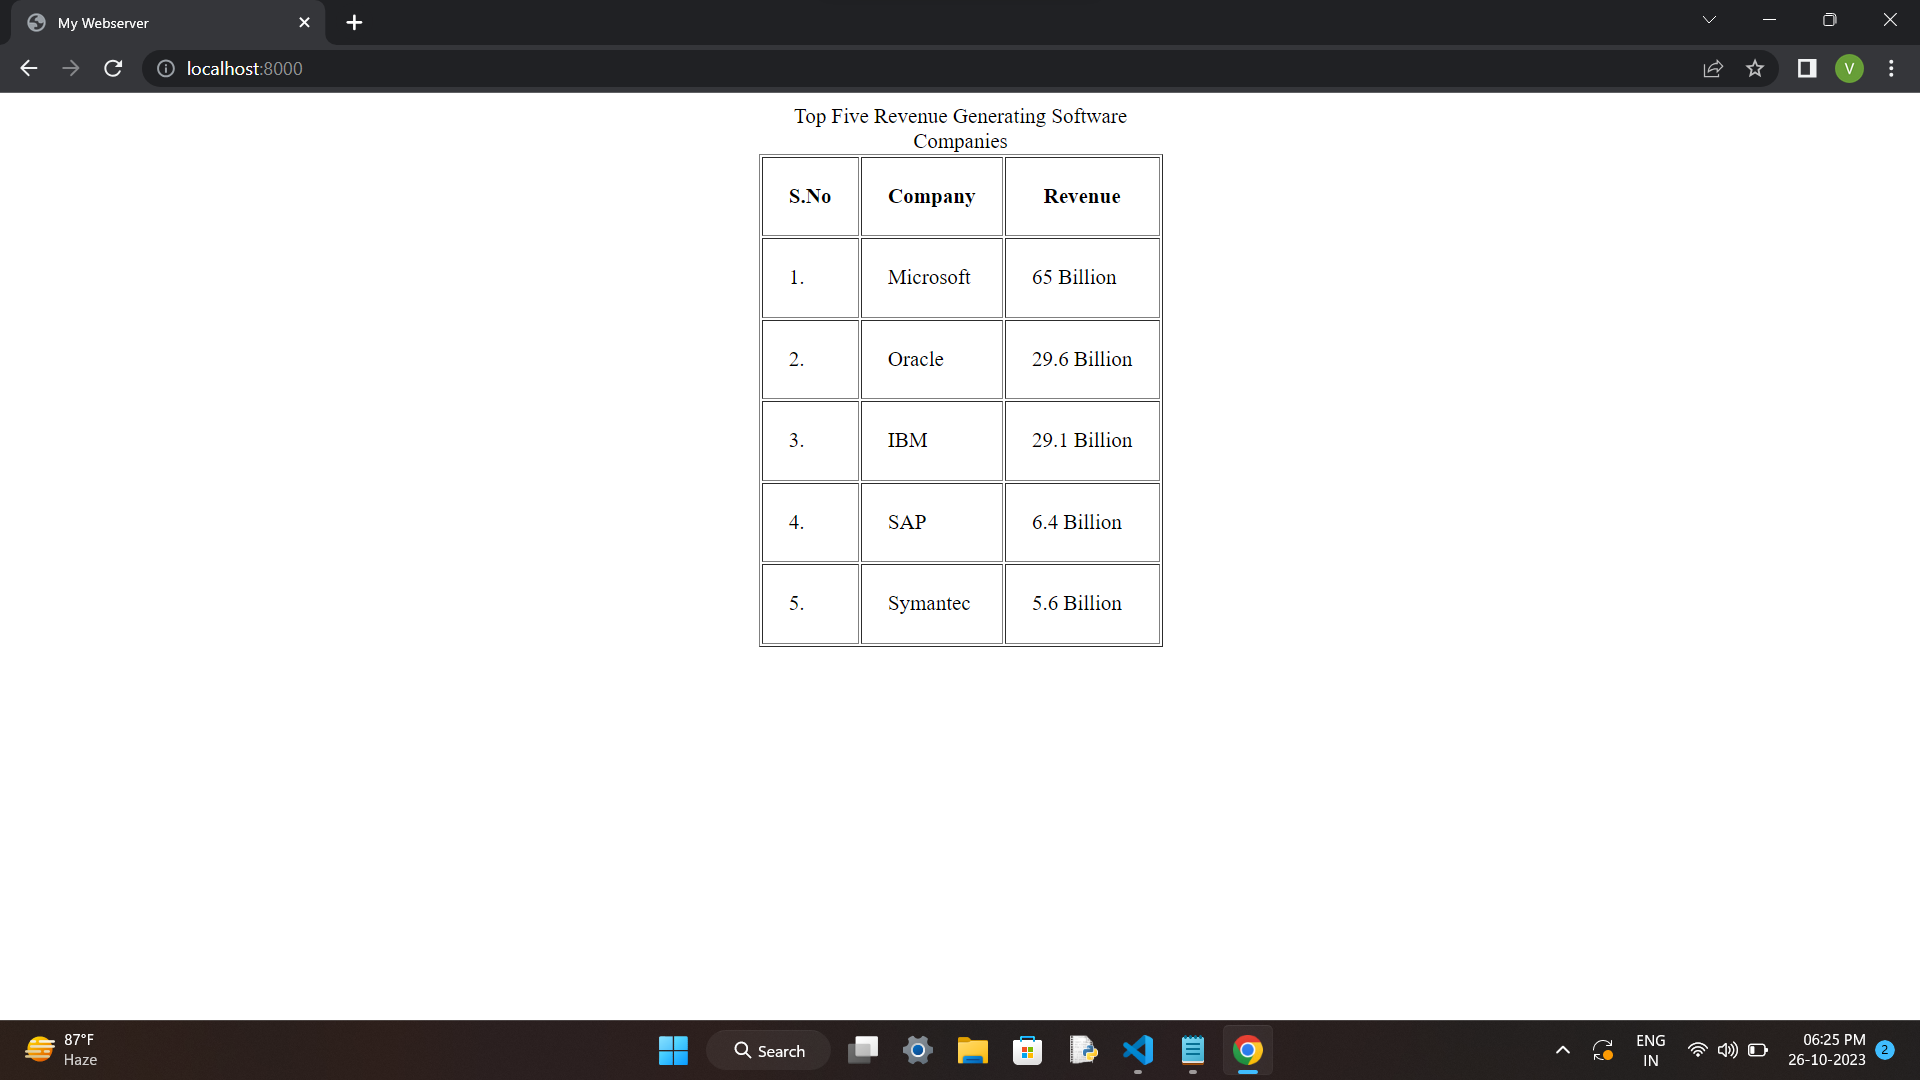 My Webserver
localhost:8000
V
Top Five Revenue Generating Software
Companies
S.No Company Revenue
1. Microsoft 65 Billion
2. Oracle 29.6 Billion
3. IBM 29.1 Billion
4. SAP 6.4 Billion
5. Symantec 5.6 Billion
87°F
Haze
Search
ENG
IN
06:25 PM
26-10-2023
2